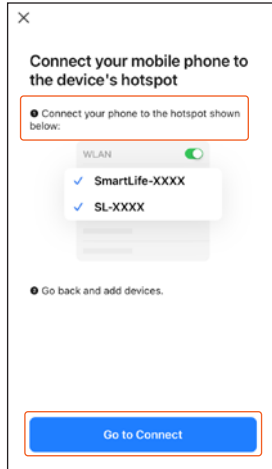 Connect your mobile phone to
the device's hotspot
❶ Connect your phone to the hotspot shown
below:
WLAN
✓ SmartLife-XXXX
✓ SL-XXXX
❷ Go back and add devices.
Go to Connect